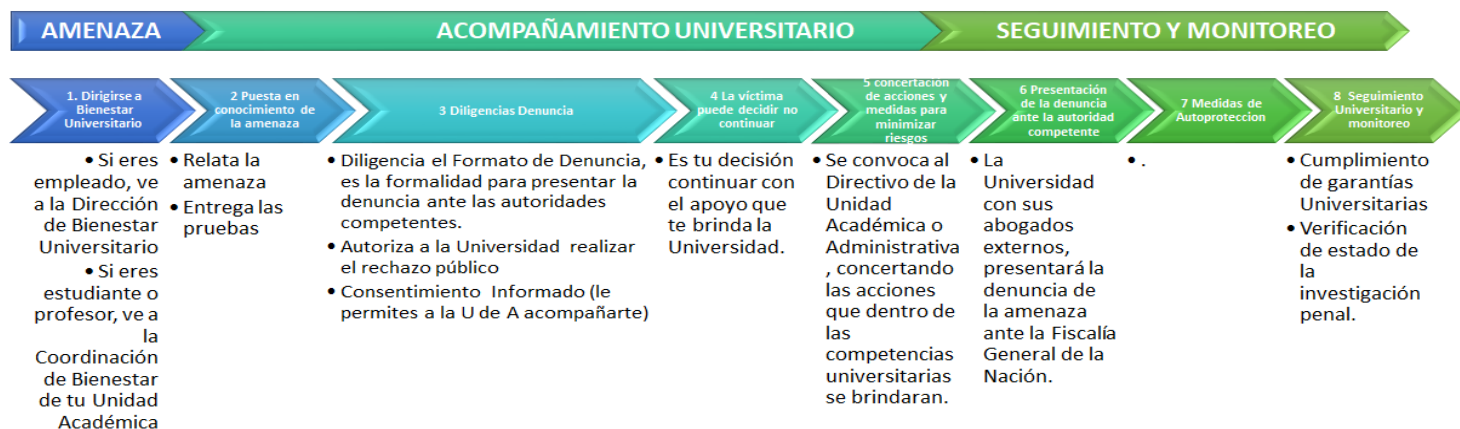 AMENAZA
ACOMPAÑAMIENTO UNIVERSITARIO
SEGUIMIENTO Y MONITOREO
1. Dirigirse a
Bienestar
Universitario
• Si eres
empleado, ve
a la Dirección
de Bienestar
Universitario
• Si eres
estudiante o
profesor, ve a
la
Coordinación
de Bienestar
de tu Unidad
Académica
2 Puesta en
conocimiento de
la amenaza
• Relata la
amenaza
• Entrega las
pruebas
3 Diligencias Denuncia
• Diligencia el Formato de Denuncia,
es la formalidad para presentar la
denuncia ante las autoridades
competentes.
• Autoriza a la Universidad realizar
el rechazo público
• Consentimiento Informado (le
permites a la U de A acompañarte)
4 La víctima
puede decidir no
continuar
• Es tu decisión
continuar con
el apoyo que
te brinda la
Universidad.
5 concertación
de acciones y
medidas para
minimizar
riesgos
• Se convoca al
Directivo de la
Unidad
Académica o
Administrativa
, concertando
las acciones
que dentro de
las
competencias
universitarias
se brindaran.
6 Presentación
de la denuncia
ante la autoridad
competente
• La
Universidad
con sus
abogados
externos,
presentará la
denuncia de
la amenaza
ante la Fiscalía
General de la
Nación.
7 Medidas de
Autoproteccion
• .
8 Seguimiento
Universitario y
monitoreo
• Cumplimiento
de garantías
Universitarias
• Verificación
de estado de
la
investigación
penal.